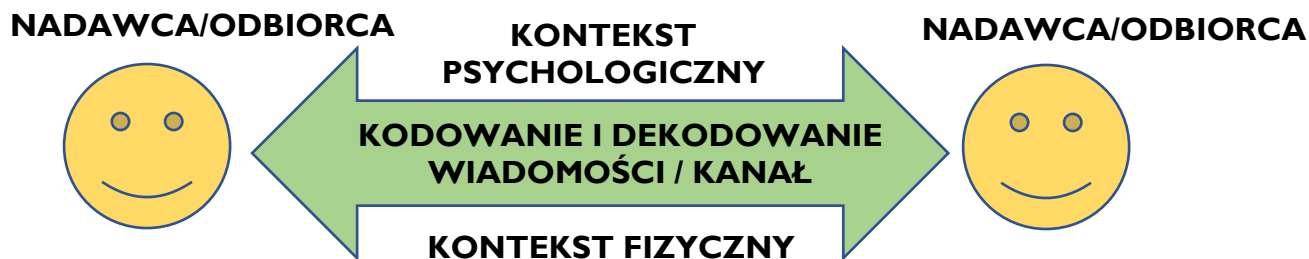 NADAWCA/ODBIORCA
KONTEKST
PSYCHOLOGICZNY
NADAWCA/ODBIORCA
KODOWANIE I DEKODOWANIE
WIADOMOŚCI / KANAŁ
KONTEKST FIZYCZNY